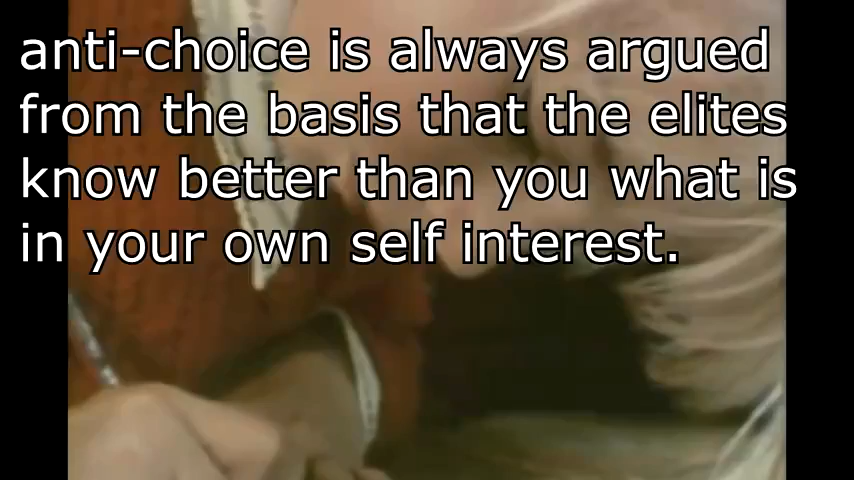 anti-choice is always argued
from the basis that the elites
know better than you what is
in your own self interest.